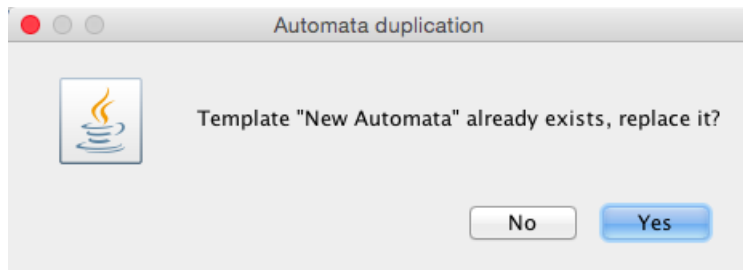 Automata duplication
Template "New Automata" already exists, replace it?
No
Yes